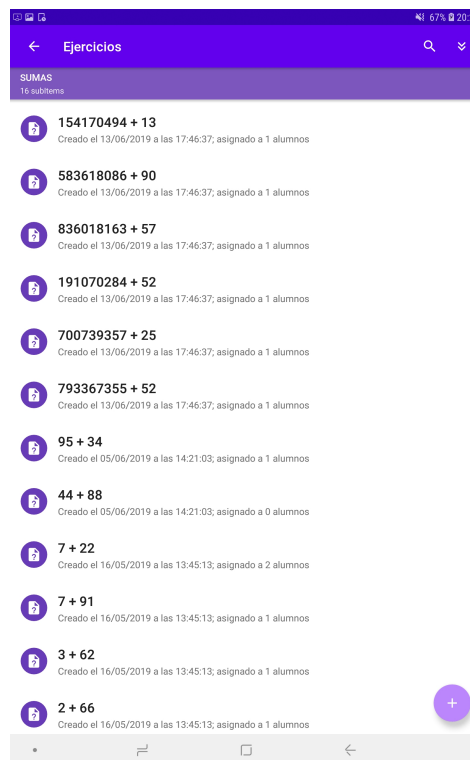 67% 20:
Ejercicios
SUMAS
16 subitems
154170494 + 13
Creado el 13/06/2019 a las 17:46:37; asignado a 1 alumnos
583618086 + 90
Creado el 13/06/2019 a las 17:46:37; asignado a 1 alumnos
836018163 + 57
Creado el 13/06/2019 a las 17:46:37; asignado a 1 alumnos
191070284 + 52
Creado el 13/06/2019 a las 17:46:37; asignado a 1 alumnos
700739357 + 25
Creado el 13/06/2019 a las 17:46:37; asignado a 1 alumnos
793367355 + 52
Creado el 13/06/2019 a las 17:46:37; asignado a 1 alumnos
95 + 34
Creado el 05/06/2019 a las 14:21:03; asignado a 1 alumnos
44 + 88
Creado el 05/06/2019 a las 14:21:03; asignado a 0 alumnos
7 + 22
Creado el 16/05/2019 a las 13:45:13; asignado a 2 alumnos
7 + 91
Creado el 16/05/2019 a las 13:45:13; asignado a 1 alumnos
3 + 62
Creado el 16/05/2019 a las 13:45:13; asignado a 1 alumnos
2 + 66
Creado el 16/05/2019 a las 13:45:13; asignado a 1 alumnos